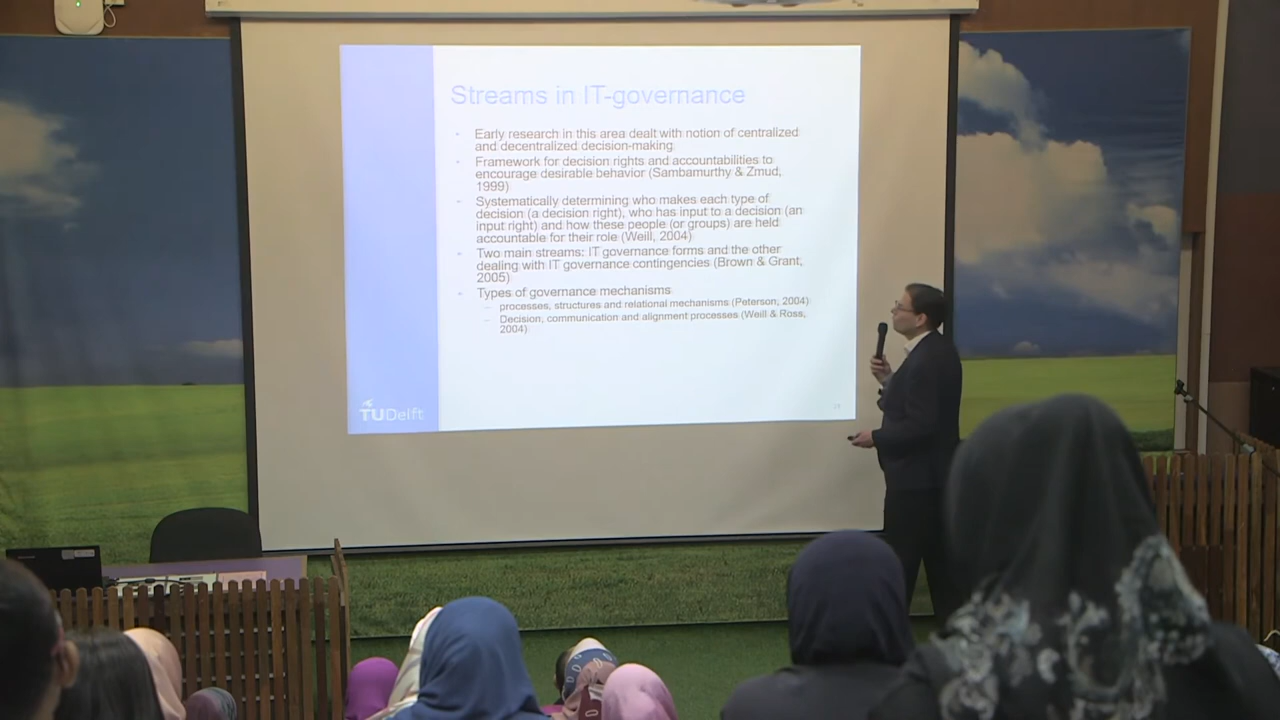 Streams in IT-governance
- Early research in this area dealt with notion of centralized
and decentralized decision-making
- Framework for decision rights and accountabilities to
encourage desirable behavior (Sambamurthy & Zmud,
1999)
- Systematically determining who makes each type of
decision (a decision right), who has input to a decision (an
input right) and how these people (or groups) are held
accountable for their role (Weill, 2004)
- Two main streams: IT governance forms and the other
dealing with IT governance contingencies (Brown & Grant,
2005)
- Types of governance mechanisms
– processes, structures and relational mechanisms (Peterson, 2004)
– Decision, communication and alignment processes (Weill & Ross,
2004)
TUDelft